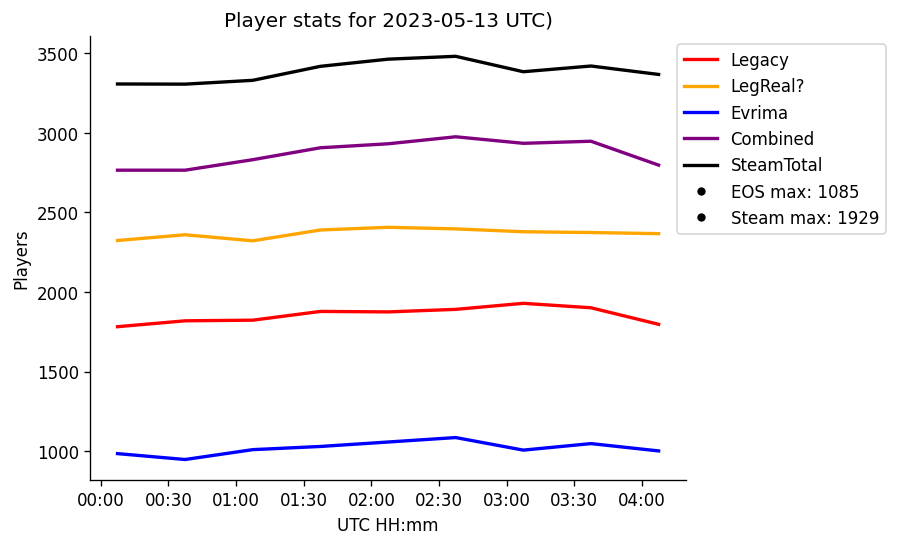 Player stats for 2023-05-13 UTC)
3500
3000
2500
2000
1500
1000
Players
00:00 00:30 01:00 01:30 02:00 02:30 03:00 03:30 04:00
UTC HH:mm
Legacy
LegReal?
Evrima
Combined
SteamTotal
EOS max: 1085
Steam max: 1929